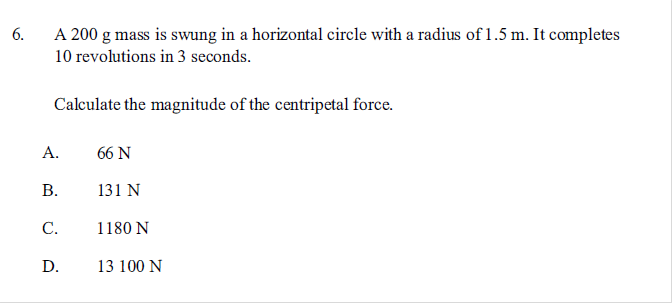 6. A 200 g mass is swung in a horizontal circle with a radius of 1.5 m. It completes
10 revolutions in 3 seconds.
Calculate the magnitude of the centripetal force.
A. 66 N
B. 131 N
C. 1180 N
D. 13 100 N